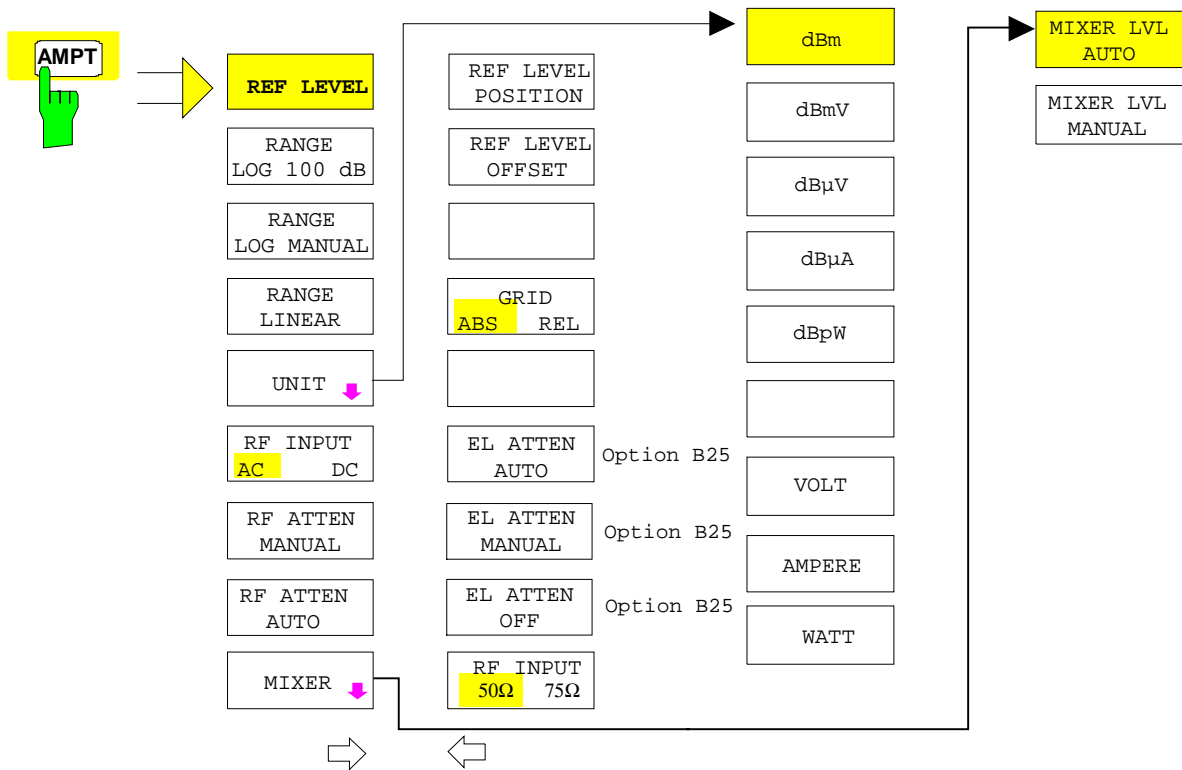 AMPT
REF LEVEL
RANGE
LOG 100 dB
RANGE
LOG MANUAL
RANGE
LINEAR
UNIT
RF INPUT
AC DC
RF ATTEN
MANUAL
RF ATTEN
AUTO
MIXER
REF LEVEL
POSITION
REF LEVEL
OFFSET
GRID
ABS REL
EL ATTEN
AUTO
Option B25
EL ATTEN
MANUAL
Option B25
EL ATTEN
OFF
Option B25
RF INPUT
50Ω 75Ω
dBm
dBmV
dBµV
dBµA
dBpW
VOLT
AMPERE
WATT
MIXER LVL
AUTO
MIXER LVL
MANUAL